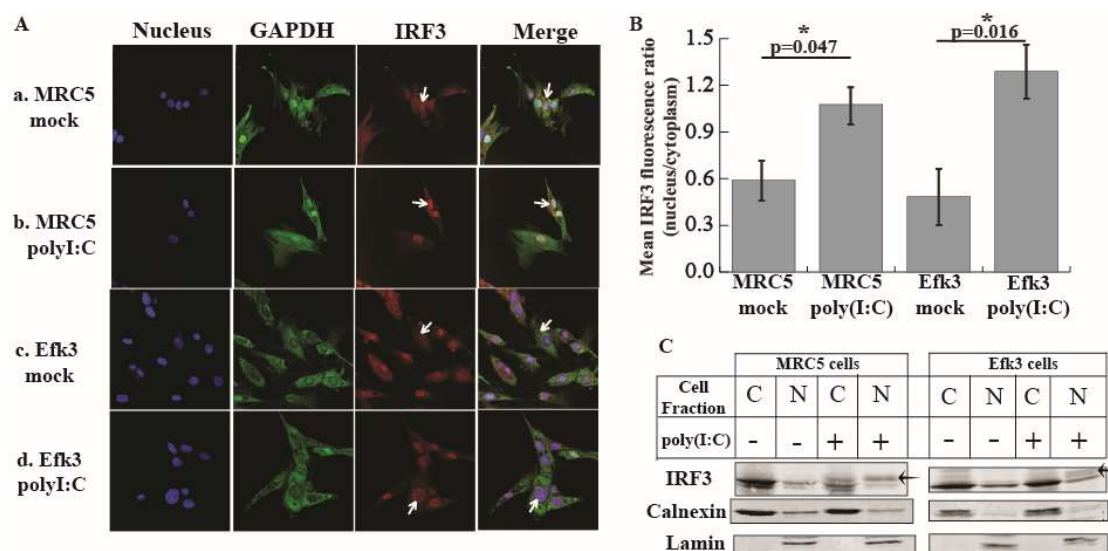 A
Nucleus GAPDH IRF3 Merge
a. MRC5
mock
b. MRC5
polyI:C
c. Efk3
mock
d. Efk3
polyI:C
B
Mean IRF3 fluorescence ratio
(nucleus/cytoplasm)
1.5
1.2
0.9
0.6
0.3
0.0
*
p=0.047
*
p=0.016
MRC5
mock
MRC5
poly(I:C)
Efk3
mock
Efk3
poly(I:C)
C
MRC5 cells Efk3 cells
Cell
Fraction
C N C N C N C N
poly(I:C) - - + + - - + +
IRF3
Calnexin
Lamin